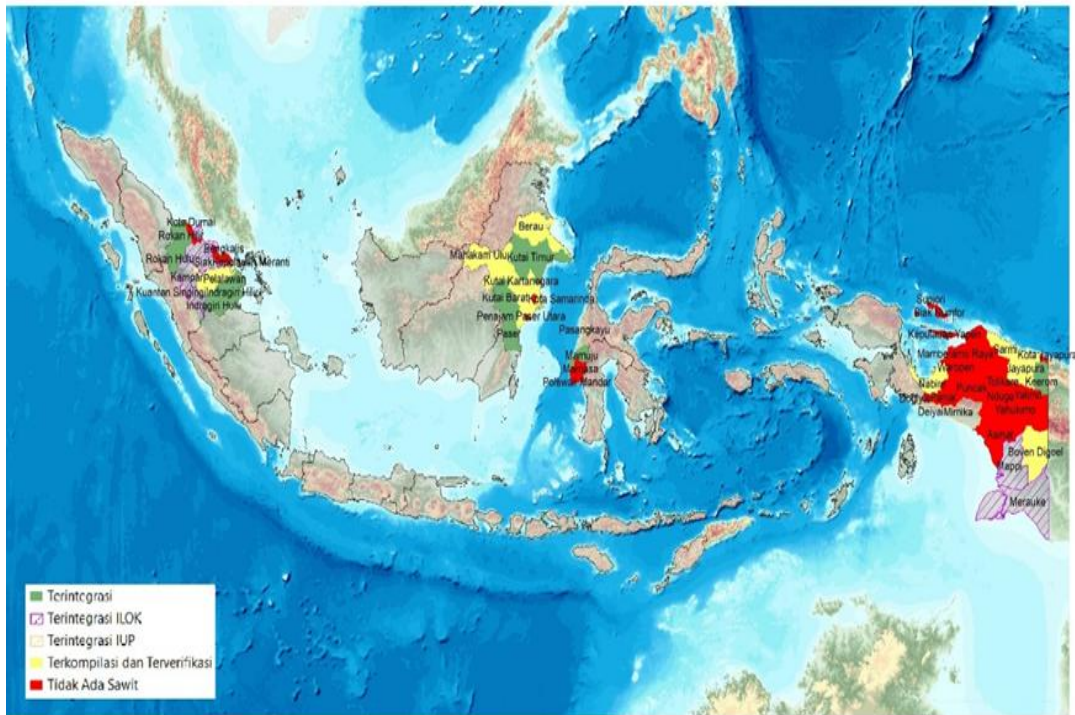 Kota Dumai
Rokan Hilir
Bengkalis
Rokan Hulu
Meranti
Kampar
Pelalawan
Kuantan Singingi
Indragiri Hilir
Indragiri Hulu
Berau
Mahakam Ulu
Kutai Timur
Kutai Kartanegara
Kutai Barat
Kota Samarinda
Penajam Paser Utara
Paser
Pasangkayu
Mamuju
Mamasa
Polewali Mandar
Supiori
Biak Numfor
Kepulauan Yapen
Sarmi
Mamberamo Raya
Kota Jayapura
Waropen
Jayapura
Nabire
Tolikara
Keerom
Puncak
Nduga
Yalimo
Deiyai
Mimika
Yahukimo
Asmat
Boven Digoel
Mappi
Merauke
Terintegrasi
Terintegrasi ILOK
Terintegrasi IUP
Terkompilasi dan Terverifikasi
Tidak Ada Sawit